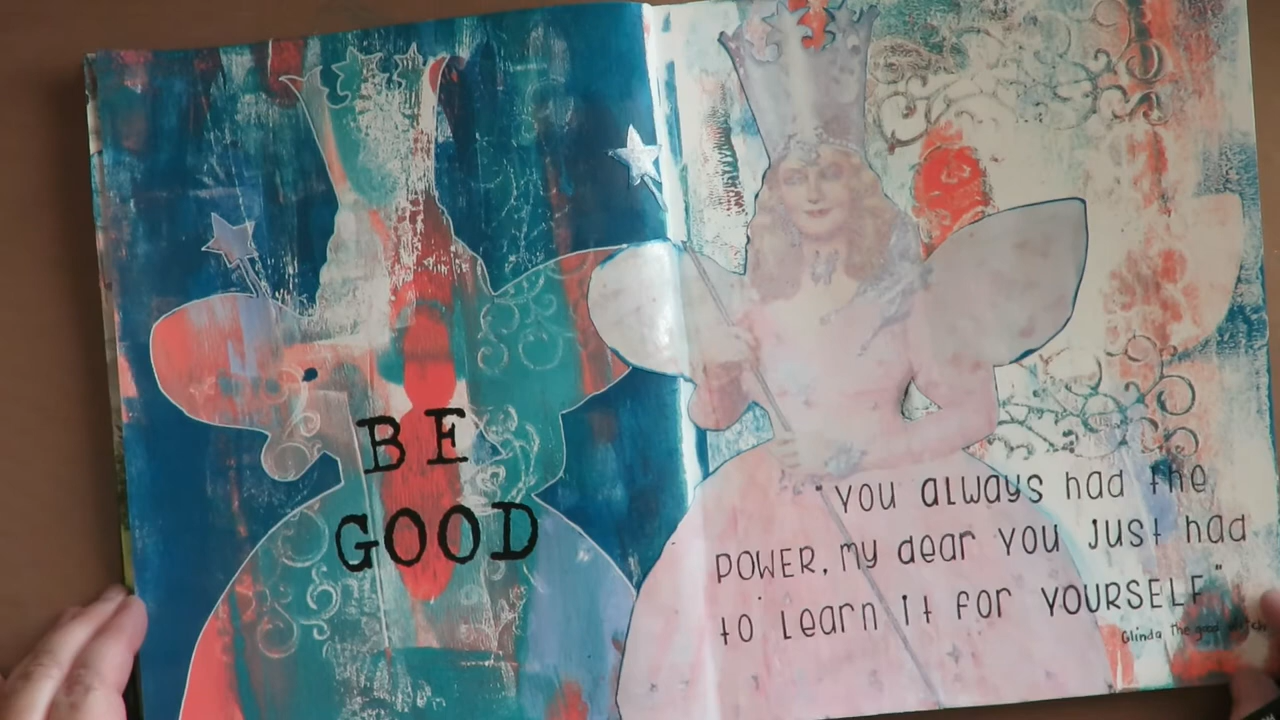 BE
GOOD
"YOU ALWAYS had the
POWER, my dear YOU JUST had
to Learn it for YOURSELF"
Glinda The good witch